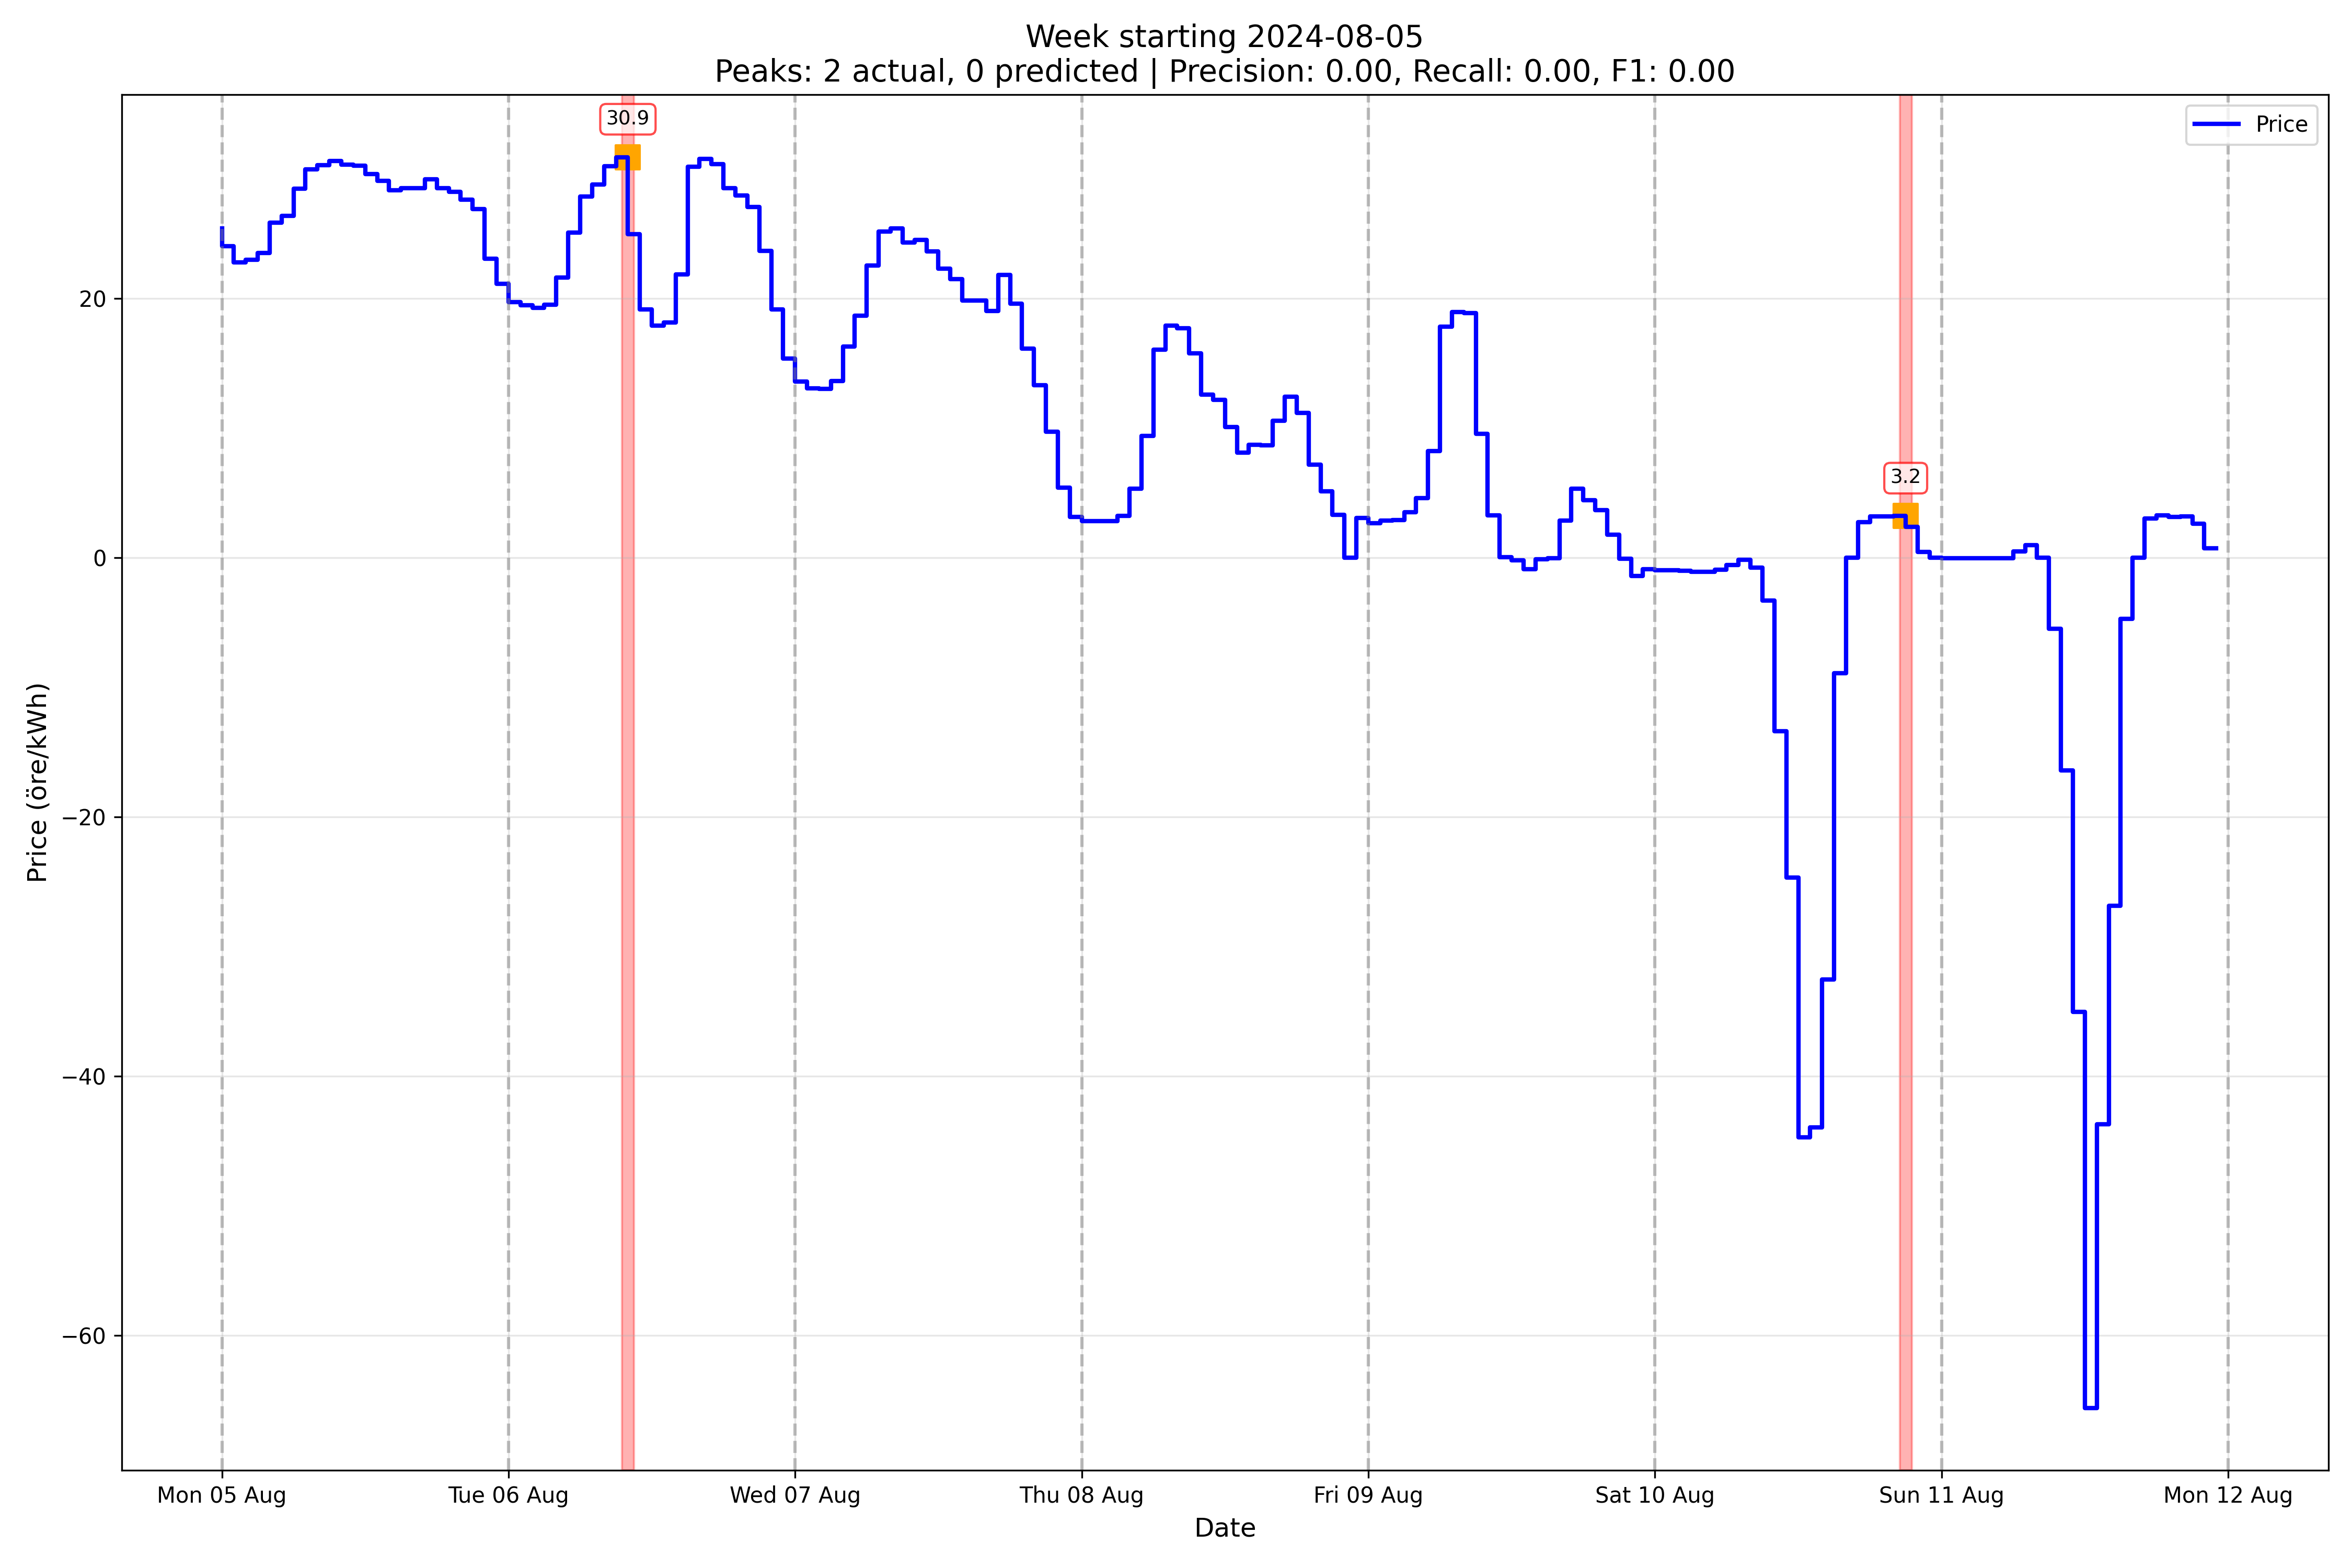 Week starting 2024-08-05
Peaks: 2 actual, 0 predicted | Precision: 0.00, Recall: 0.00, F1: 0.00
30.9
Price
20
3.2
0
−20
−40
−60
Price (öre/kWh)
Mon 05 Aug
Tue 06 Aug
Wed 07 Aug
Thu 08 Aug
Fri 09 Aug
Sat 10 Aug
Sun 11 Aug
Mon 12 Aug
Date